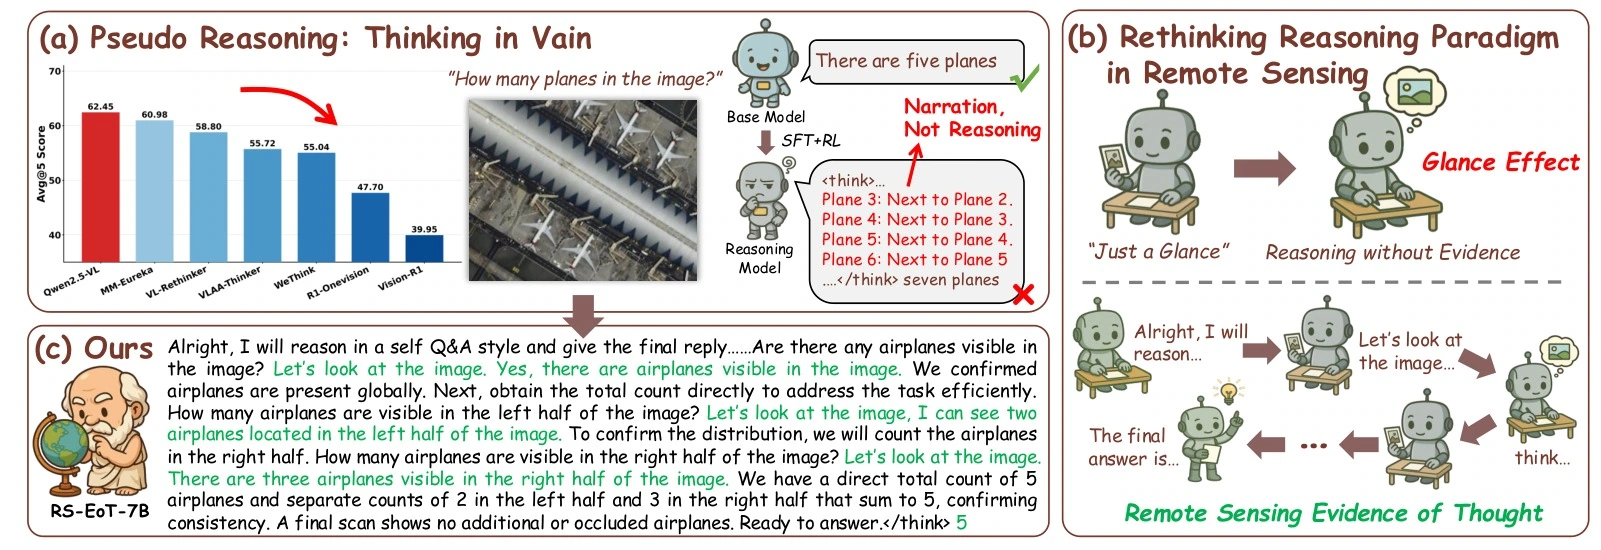 (a) Pseudo Reasoning: Thinking in Vain
70
60
50
40
Avg@5 Score
62.45
60.98
58.80
55.72
55.04
47.70
39.95
Qwen2.5-VL
MM-Eureka
VL-Rethinker
VLAA-Thinker
WeThink
R1-Onevision
Vision-R1
"How many planes in the image?"
There are five planes
Base Model
SFT+RL
Narration,
Not Reasoning
Reasoning
Model
<think>...
Plane 3: Next to Plane 2.
Plane 4: Next to Plane 3.
Plane 5: Next to Plane 4.
Plane 6: Next to Plane 5
....</think> seven planes
(b) Rethinking Reasoning Paradigm
in Remote Sensing
Glance Effect
"Just a Glance"
Reasoning without Evidence
Alright, I will
reason...
Let's look at
the image...
think...
...
The final
answer is...
Remote Sensing Evidence of Thought
(c) Ours
RS-EoT-7B
Alright, I will reason in a self Q&A style and give the final reply......Are there any airplanes visible in
the image? Let's look at the image. Yes, there are airplanes visible in the image. We confirmed
airplanes are present globally. Next, obtain the total count directly to address the task efficiently.
How many airplanes are visible in the left half of the image? Let's look at the image, I can see two
airplanes located in the left half of the image. To confirm the distribution, we will count the airplanes
in the right half. How many airplanes are visible in the right half of the image? Let's look at the image.
There are three airplanes visible in the right half of the image. We have a direct total count of 5
airplanes and separate counts of 2 in the left half and 3 in the right half that sum to 5, confirming
consistency. A final scan shows no additional or occluded airplanes. Ready to answer.</think> 5